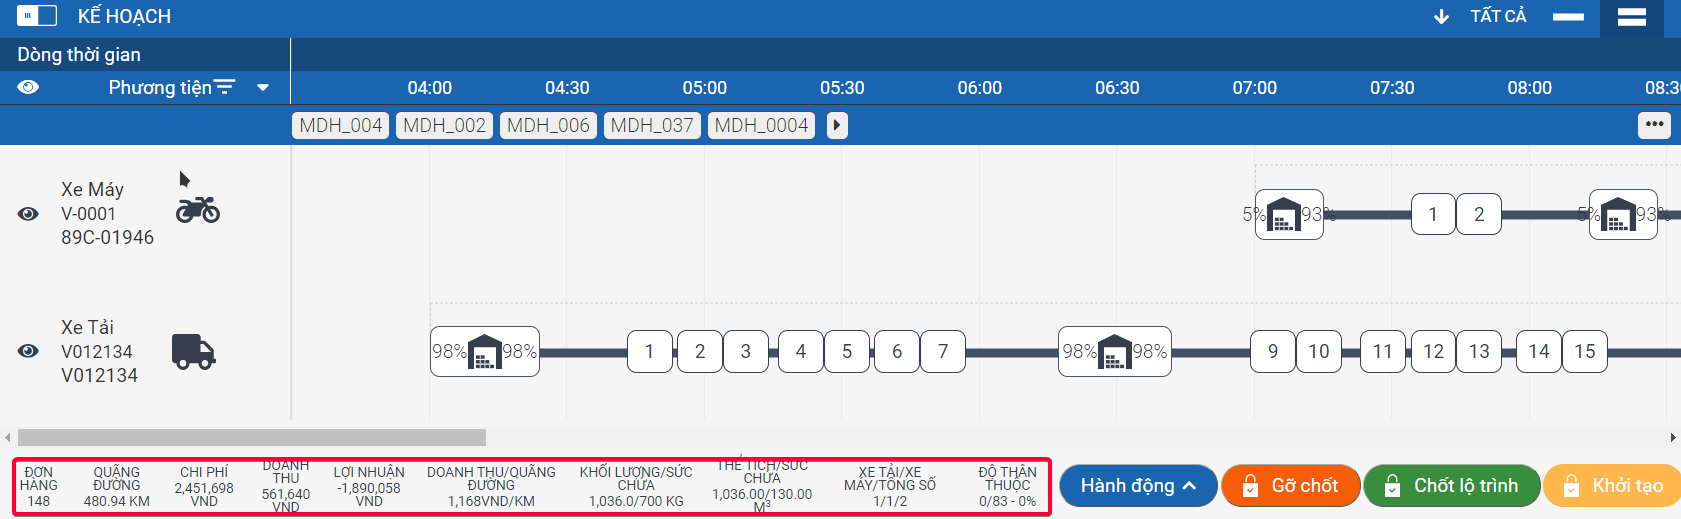 KẾ HOẠCH
TẤT CẢ
Dòng thời gian
Phương tiện
04:00 04:30 05:00 05:30 06:00 06:30 07:00 07:30 08:00 08:3
MDH_004 MDH_002 MDH_006 MDH_037 MDH_0004
Xe Máy
V-0001
89C-01946
5% 93% 1 2 5% 93%
Xe Tải
V012134
V012134
98% 98% 1 2 3 4 5 6 7 98% 98% 9 10 11 12 13 14 15
ĐƠN
HÀNG
148
QUÃNG
ĐƯỜNG
480.94 KM
CHI PHÍ
-2,451,698
VND
DOANH
THU
561,640
VND
LỢI NHUẬN
-1,890,058
VND
DOANH THU/QUÃNG
ĐƯỜNG
1,168VND/KM
KHỐI LƯỢNG/SỨC
CHỨA
1,036.0/700 KG
THỂ TÍCH/SỨC
CHỨA
1,036.00/130.00
M³
XE TẢI/XE
MÁY/TỔNG SỐ
1/1/2
ĐỘ THÂN
THUỘC
0/83 - 0%
Hành động
Gỡ chốt
Chốt lộ trình
Khởi tạo